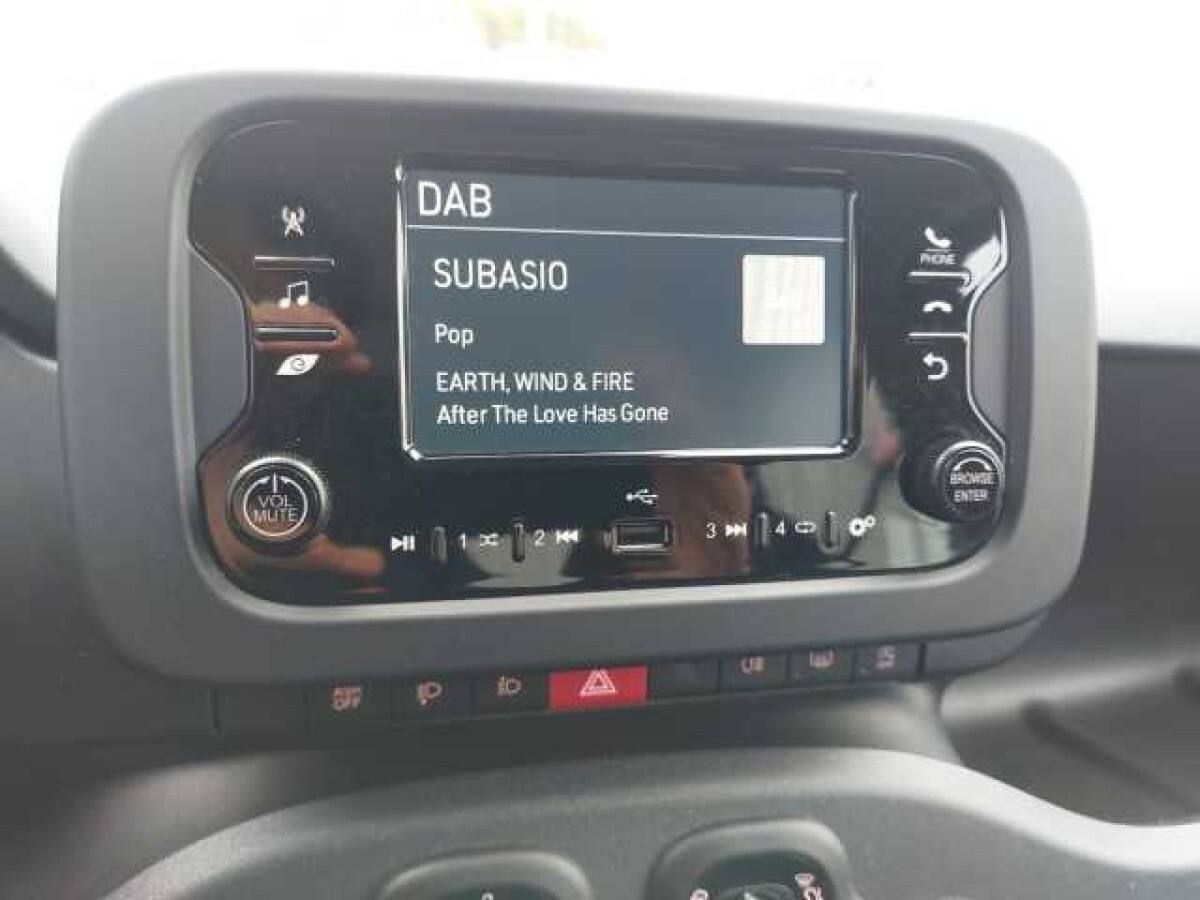 DAB
SUBASIO
Pop
EARTH, WIND & FIRE
After The Love Has Gone
PHONE
VOL
MUTE
BROWSE
ENTER
1
2
3
4
OFF